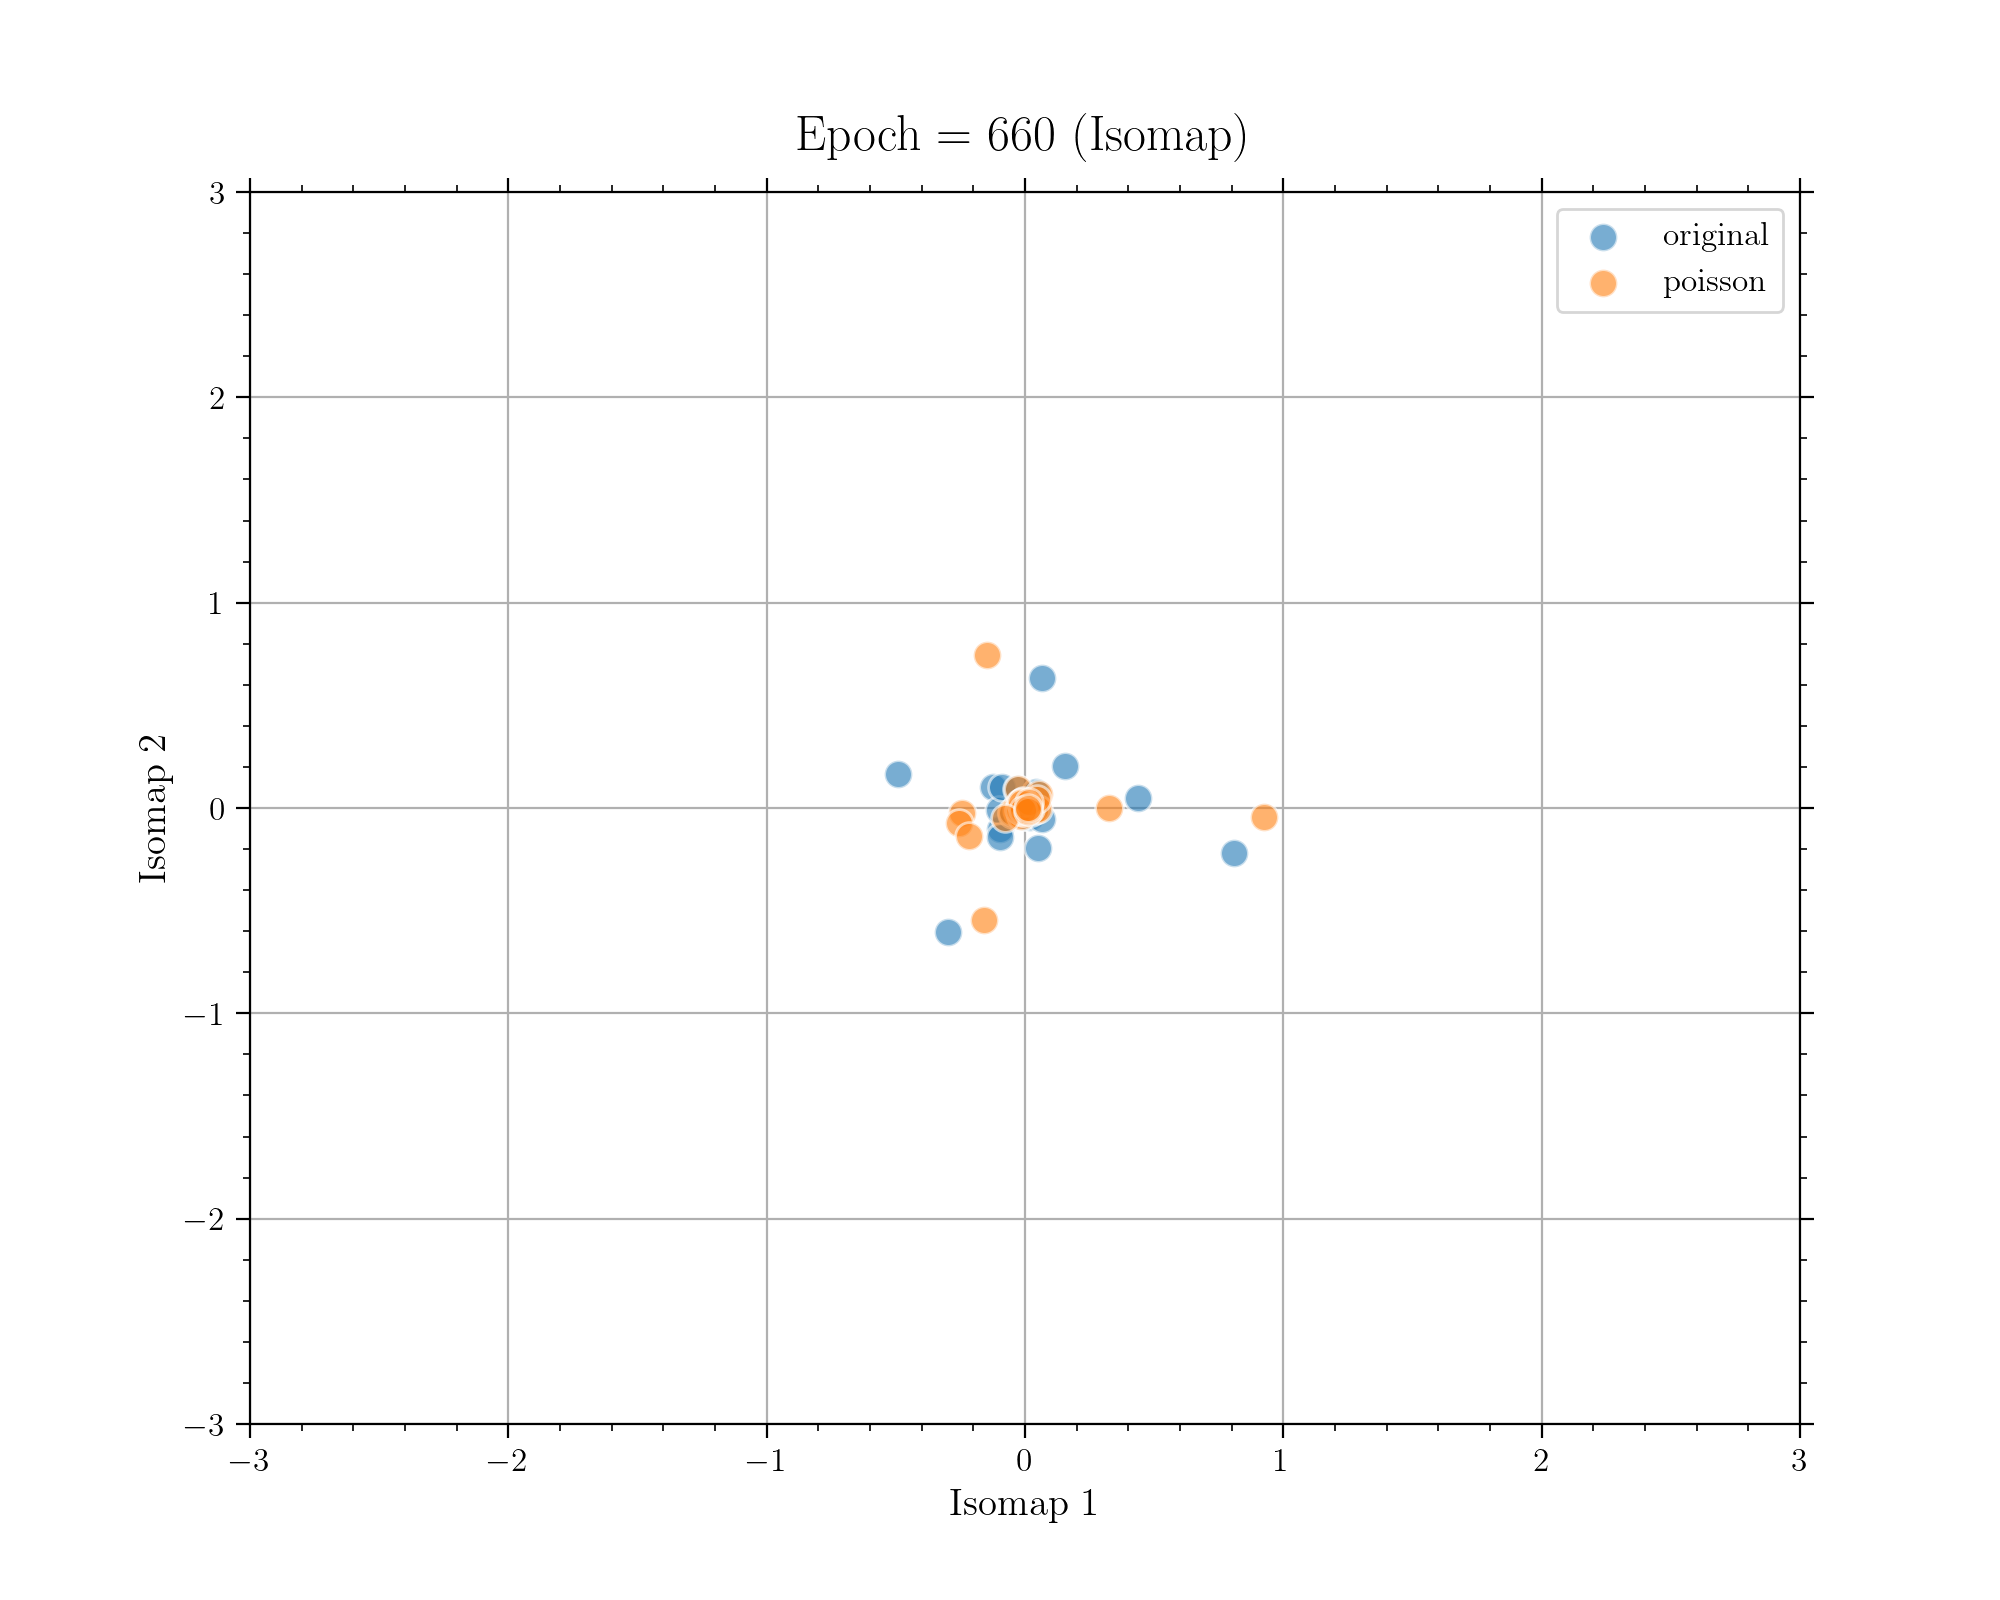 Epoch = 660 (Isomap)
original
poisson
3
2
1
0
−1
−2
−3
Isomap 2
−3 −2 −1 0 1 2 3
Isomap 1